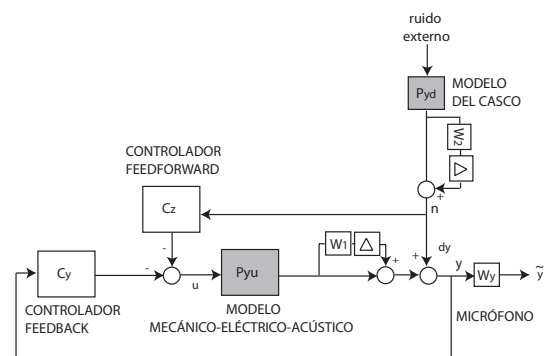 ruido
externo
Pyd
MODELO
DEL CASCO
W2
Δ
+
n
CONTROLADOR
FEEDFORWARD
Cz
-
W1
Δ
+
+
dy
Cy
-
u
Pyu
+
+
y
Wy
ỹ
CONTROLADOR
FEEDBACK
MODELO
MECÁNICO-ELÉCTRICO-ACÚSTICO
MICRÓFONO